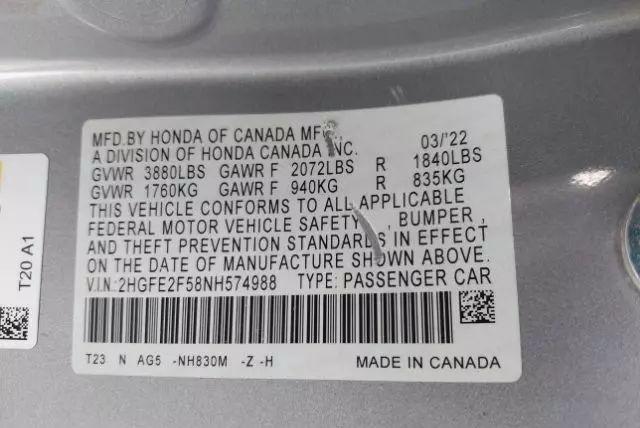 MFD.BY HONDA OF CANADA MFG.
A DIVISION OF HONDA CANADA INC. 03/'22
GVWR 3880LBS GAWR F 2072LBS R 1840LBS
GVWR 1760KG GAWR F 940KG R 835KG
THIS VEHICLE CONFORMS TO ALL APPLICABLE
FEDERAL MOTOR VEHICLE SAFETY, BUMPER,
AND THEFT PREVENTION STANDARDS IN EFFECT
ON THE DATE OF MANUFACTURE SHOWN ABOVE.
V.I.N.:2HGFE2F58NH574988 TYPE: PASSENGER CAR
T23 N AG5 -NH830M -Z -H MADE IN CANADA
T20 A1